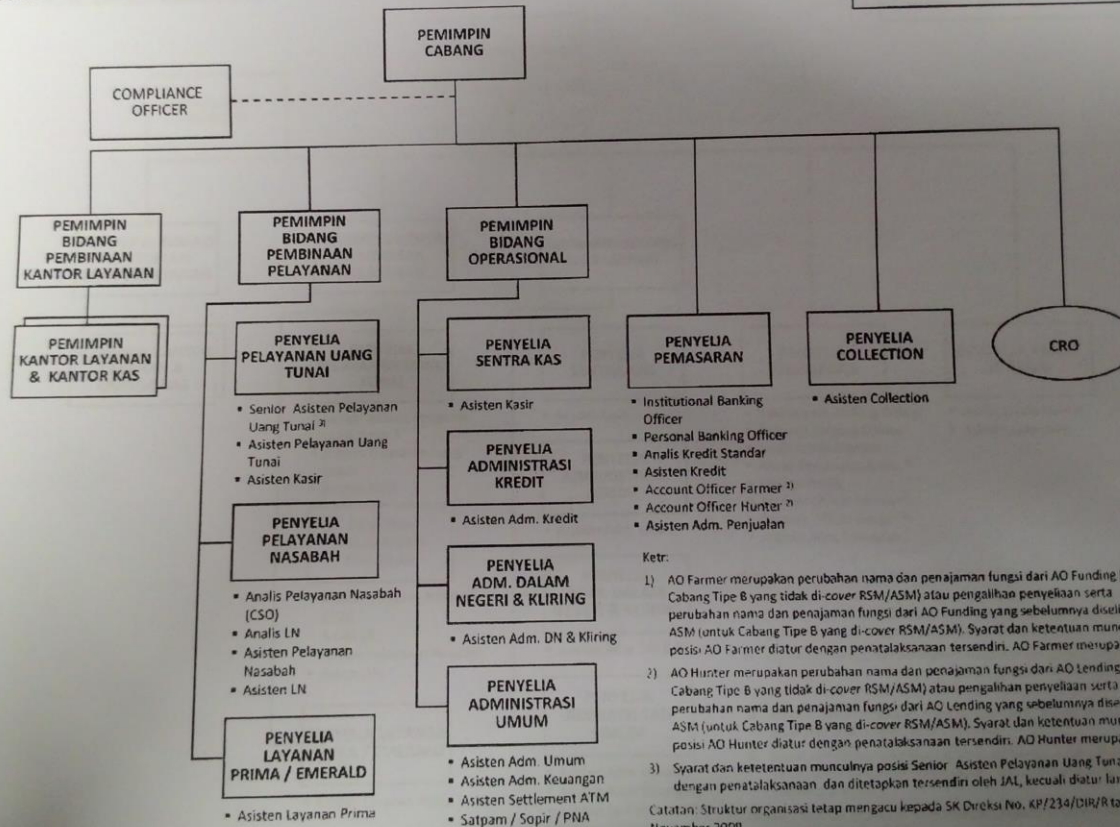 PEMIMPIN
CABANG
COMPLIANCE
OFFICER
PEMIMPIN
BIDANG
PEMBINAAN
KANTOR LAYANAN
PEMIMPIN
KANTOR LAYANAN
& KANTOR KAS
PEMIMPIN
BIDANG
PEMBINAAN
PELAYANAN
PENYELIA
PELAYANAN UANG
TUNAI
▪ Senior Asisten Pelayanan
Uang Tunai 3)
▪ Asisten Pelayanan Uang
Tunai
▪ Asisten Kasir
PENYELIA
PELAYANAN
NASABAH
▪ Analis Pelayanan Nasabah
(CSO)
▪ Analis LN
▪ Asisten Pelayanan
Nasabah
▪ Asisten LN
PENYELIA
LAYANAN
PRIMA / EMERALD
▪ Asisten Layanan Prima
PEMIMPIN
BIDANG
OPERASIONAL
PENYELIA
SENTRA KAS
▪ Asisten Kasir
PENYELIA
ADMINISTRASI
KREDIT
▪ Asisten Adm. Kredit
PENYELIA
ADM. DALAM
NEGERI & KLIRING
▪ Asisten Adm. DN & Kliring
PENYELIA
ADMINISTRASI
UMUM
▪ Asisten Adm. Umum
▪ Asisten Adm. Keuangan
▪ Asisten Settlement ATM
▪ Satpam / Sopir / PNA
PENYELIA
PEMASARAN
▪ Institutional Banking
Officer
▪ Personal Banking Officer
▪ Analis Kredit Standar
▪ Asisten Kredit
▪ Account Officer Farmer 1)
▪ Account Officer Hunter 2)
▪ Asisten Adm. Penjualan
PENYELIA
COLLECTION
▪ Asisten Collection
CRO
Ketr:
1) AO Farmer merupakan perubahan nama dan penajaman fungsi dari AO Funding
Cabang Tipe B yang tidak di-cover RSM/ASM) atau pengalihan penyeliaan serta
perubahan nama dan penajaman fungsi dari AO Funding yang sebelumnya
ASM (untuk Cabang Tipe B yang di-cover RSM/ASM). Syarat dan ketentuan
posisi AO Farmer diatur dengan penatalaksanaan tersendiri. AO Farmer
2) AO Hunter merupakan perubahan nama dan penajaman fungsi dari AO Lending
Cabang Tipe B yang tidak di-cover RSM/ASM) atau pengalihan penyeliaan serta
perubahan nama dan penajaman fungsi dari AO Lending yang sebelumnya
ASM (untuk Cabang Tipe B yang di-cover RSM/ASM). Syarat dan ketentuan
posisi AO Hunter diatur dengan penatalaksanaan tersendiri. AO Hunter
3) Syarat dan ketetentuan munculnya posisi Senior Asisten Pelayanan Uang
dengan penatalaksanaan dan ditetapkan tersendiri oleh JAL, kecuali diatur
Catatan: Struktur organisasi tetap mengacu kepada SK Direksi No. KP/234/DIR/R